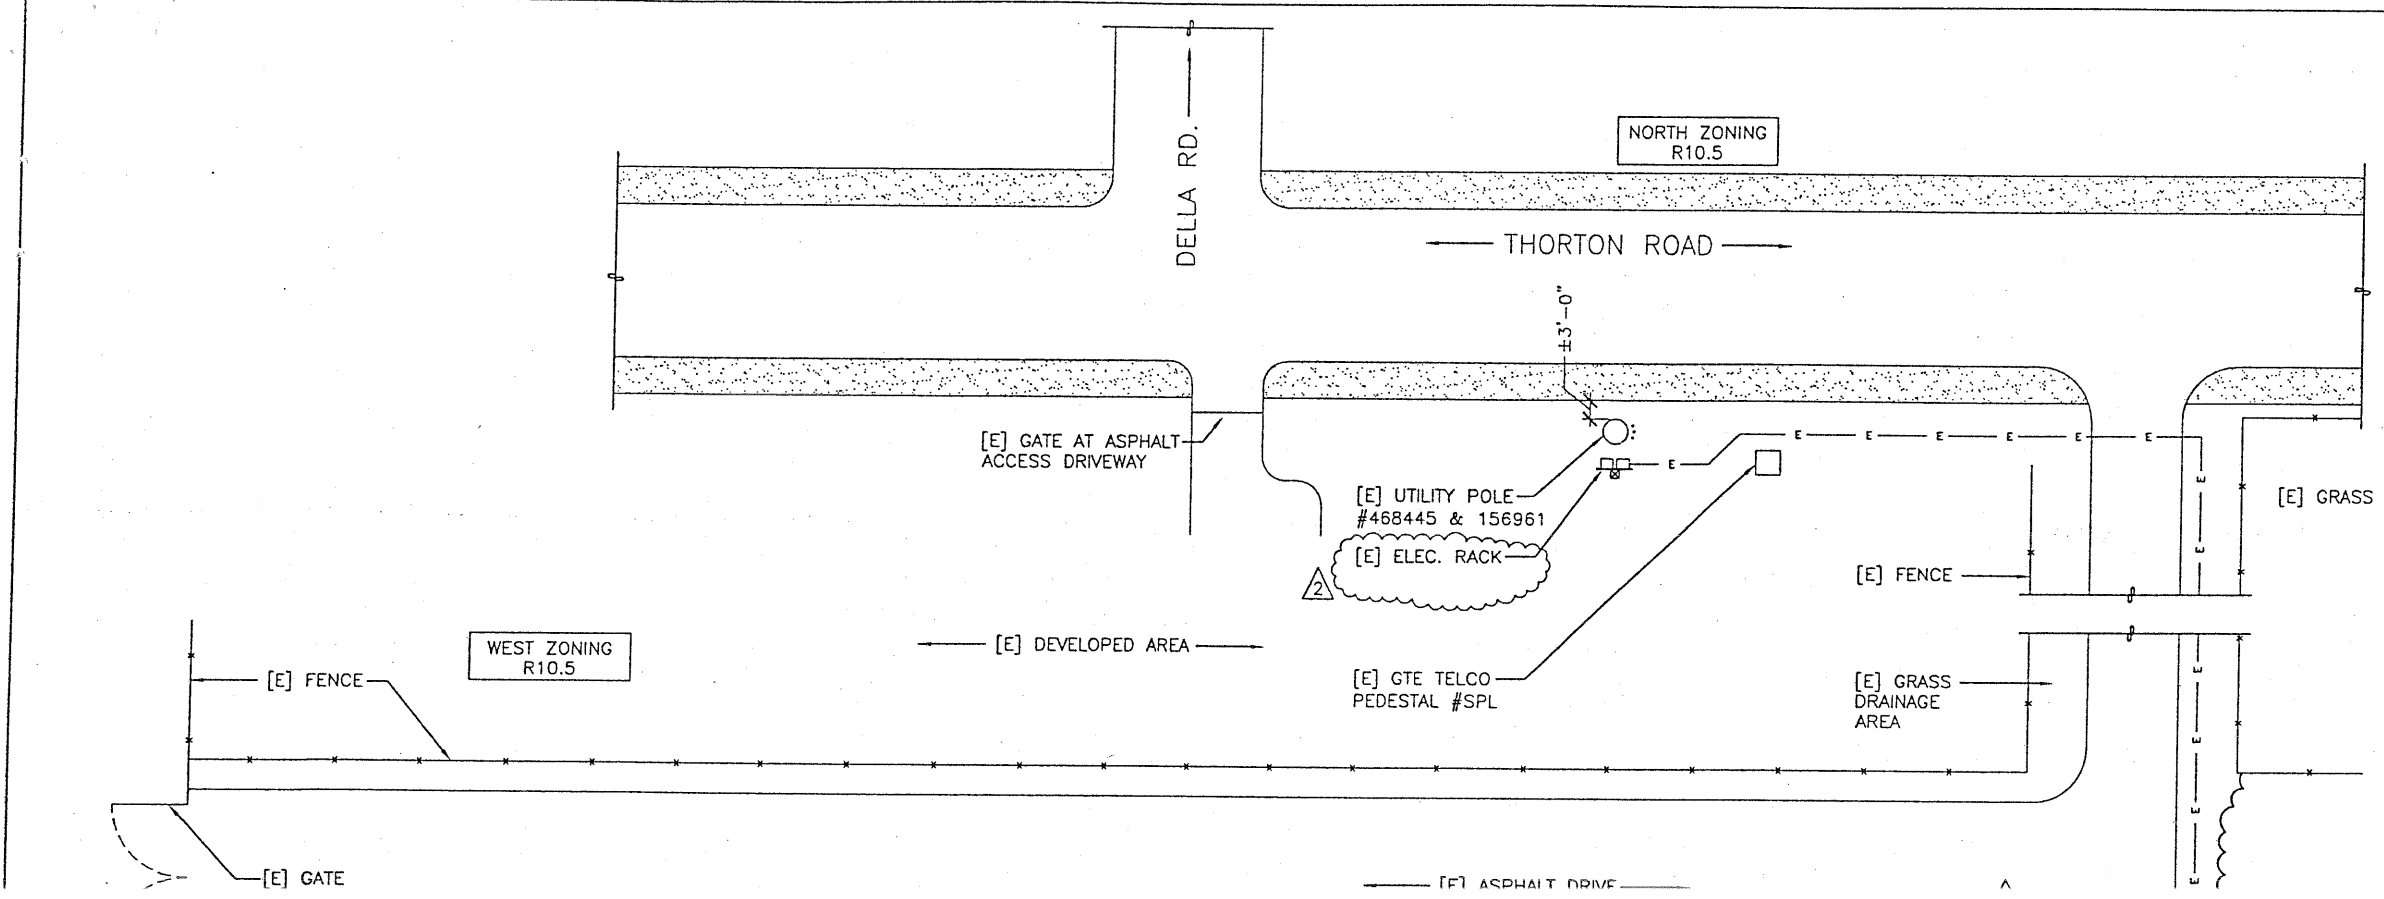 DELLA RD.
NORTH ZONING
R10.5
THORTON ROAD
±3'-0"
[E] GATE AT ASPHALT
ACCESS DRIVEWAY
E E E E E E E
E
E
[E] UTILITY POLE
#468445 & 156961
[E] ELEC. RACK
2
[E] GRASS
[E] FENCE
WEST ZONING
R10.5
[E] FENCE
[E] DEVELOPED AREA
[E] GTE TELCO
PEDESTAL #SPL
[E] GRASS
DRAINAGE
AREA
E
E
E
E
[E] GATE
[E] ASPHALT DRIVE